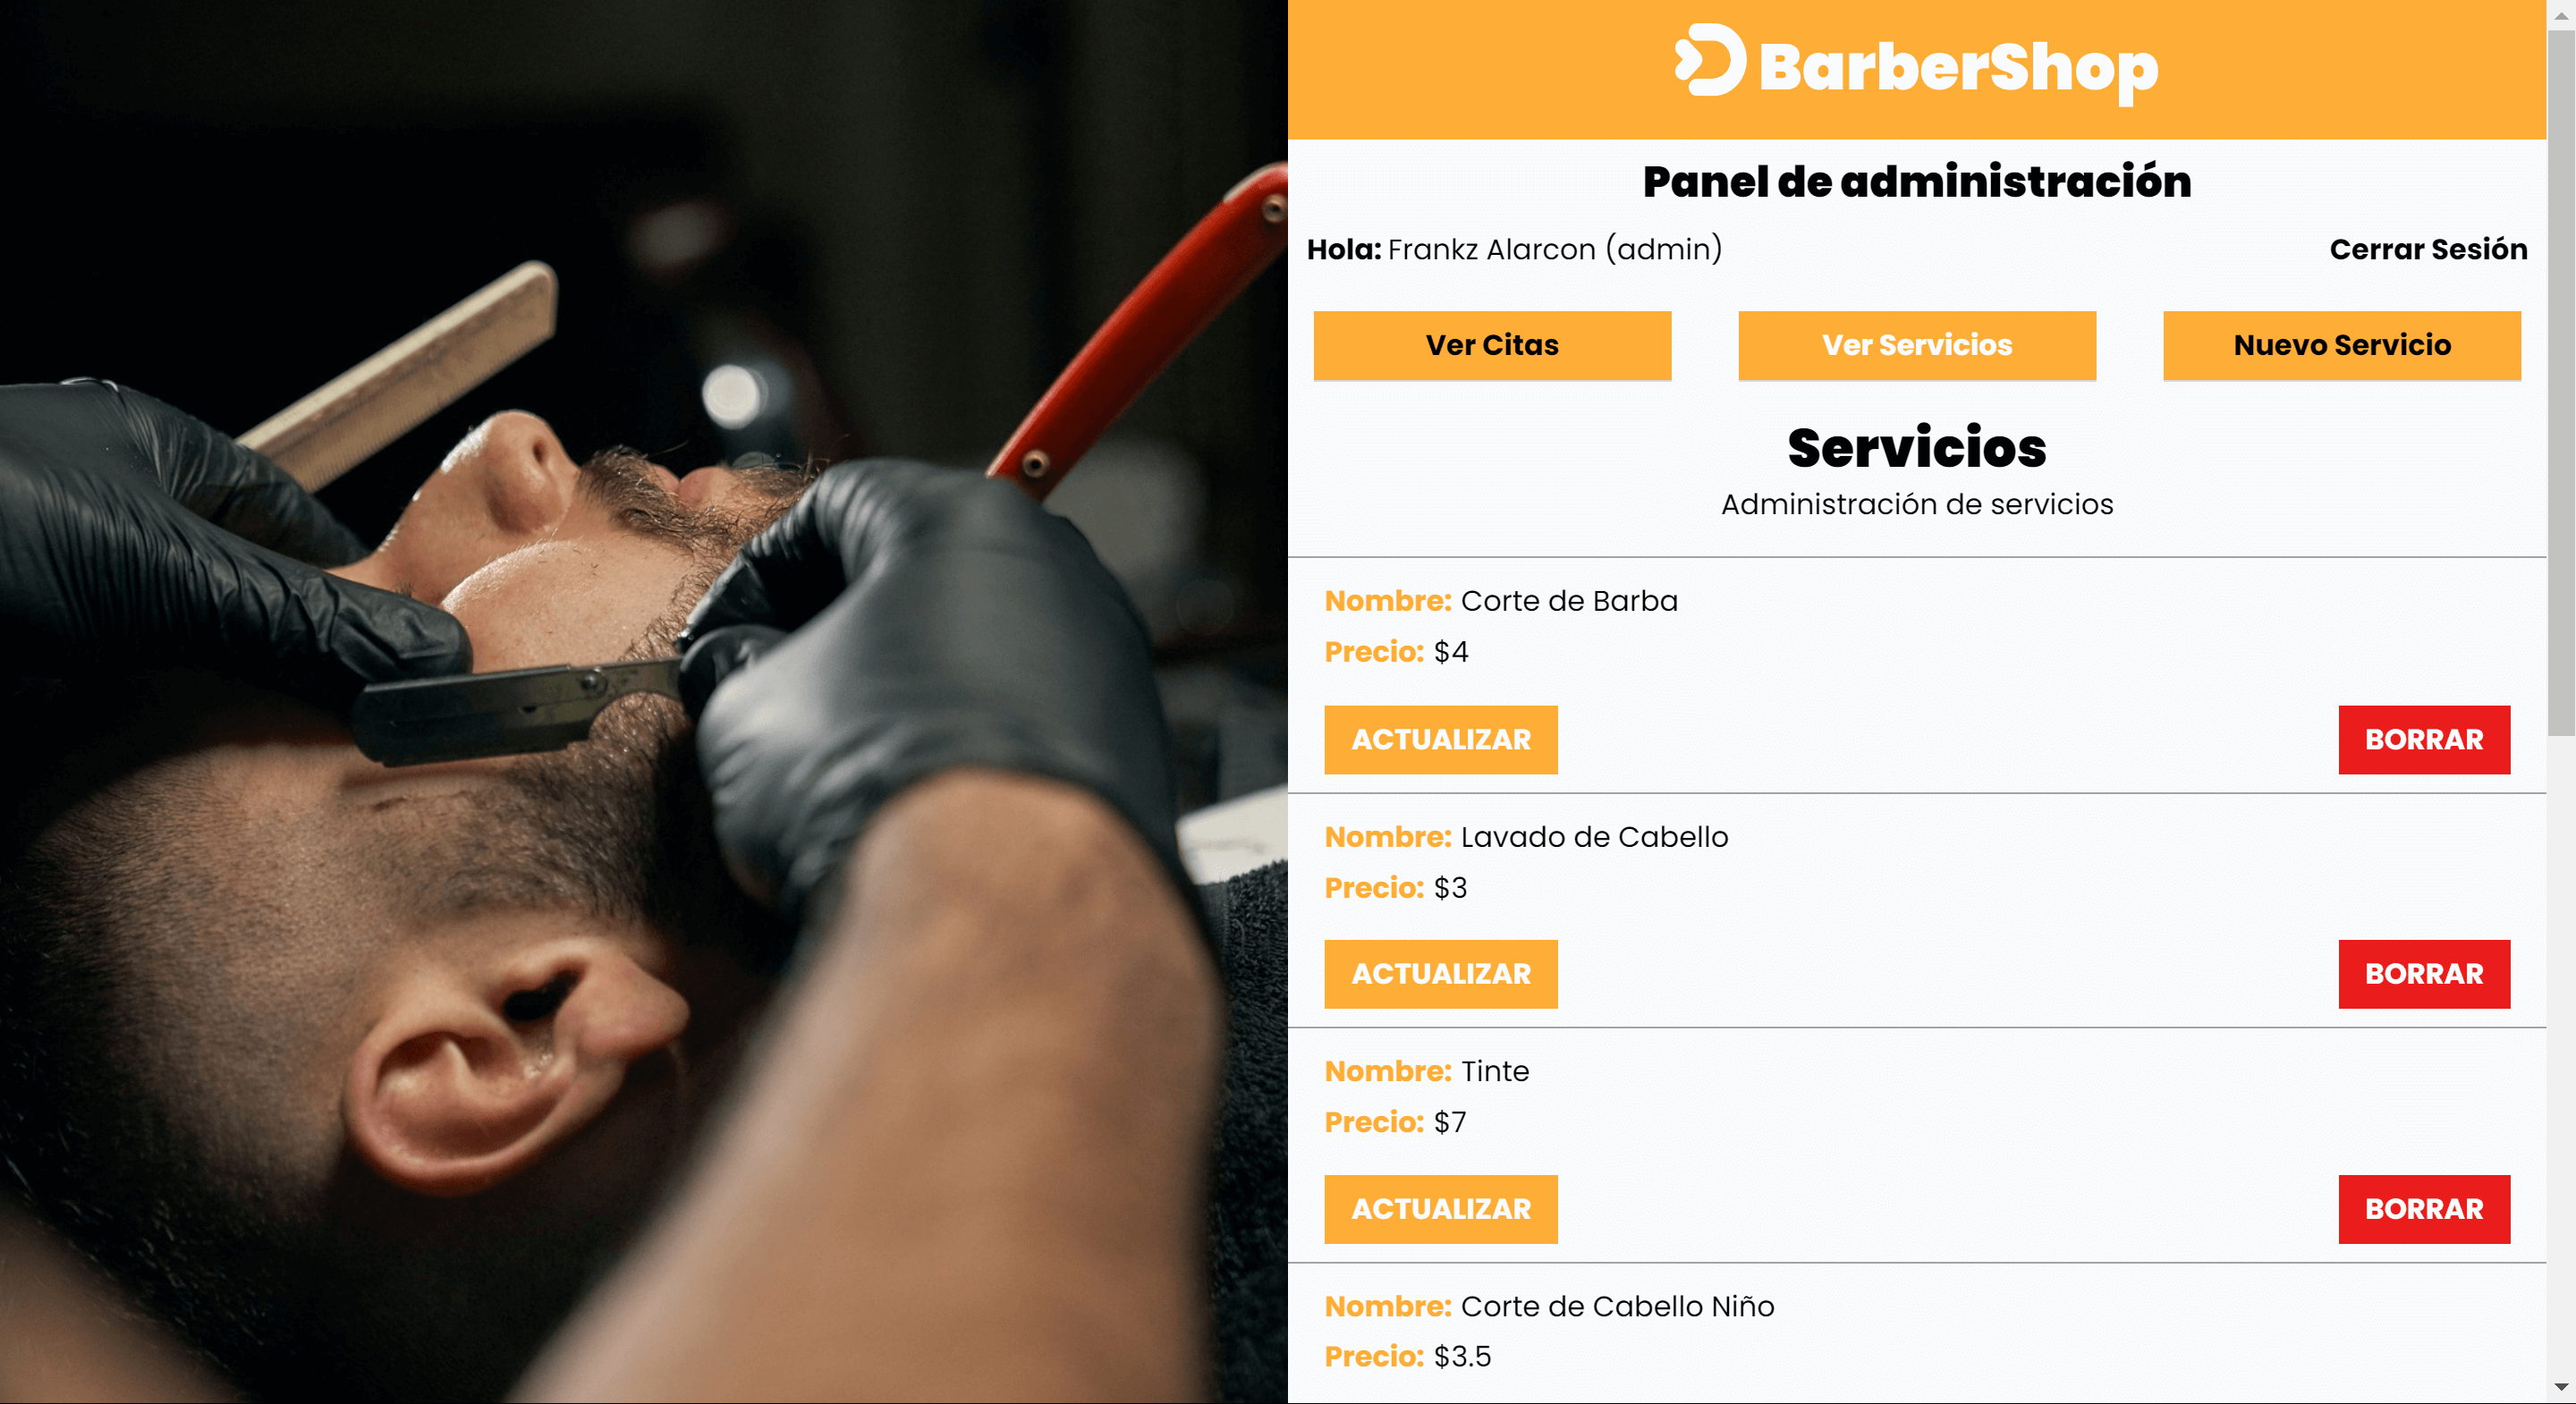 BarberShop
Panel de administración
Hola: Frankz Alarcon (admin)
Cerrar Sesión
Ver Citas
Ver Servicios
Nuevo Servicio
Servicios
Administración de servicios
Nombre: Corte de Barba
Precio: $4
ACTUALIZAR
BORRAR
Nombre: Lavado de Cabello
Precio: $3
ACTUALIZAR
BORRAR
Nombre: Tinte
Precio: $7
ACTUALIZAR
BORRAR
Nombre: Corte de Cabello Niño
Precio: $3.5